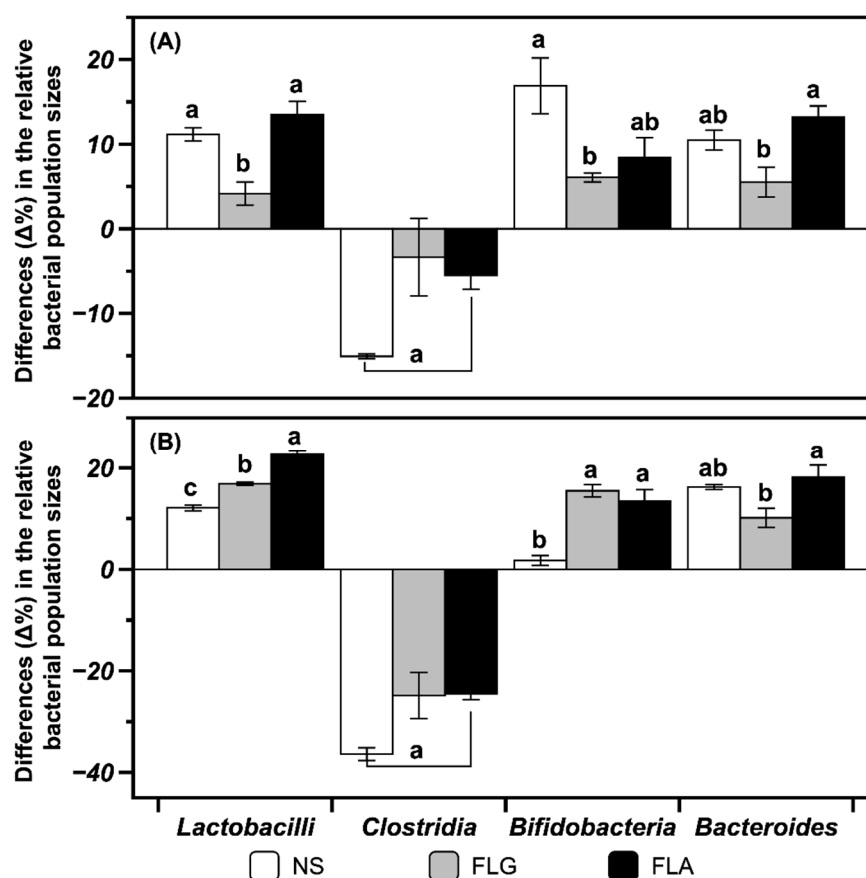 (A)
Differences (Δ%) in the relative
bacterial population sizes
20
10
0
−10
−20
a
b
a
a
a
b
ab
ab
b
a
(B)
Differences (Δ%) in the relative
bacterial population sizes
20
0
−20
−40
c
b
a
a
b
a
a
ab
b
a
Lactobacilli Clostridia Bifidobacteria Bacteroides
NS FLG FLA